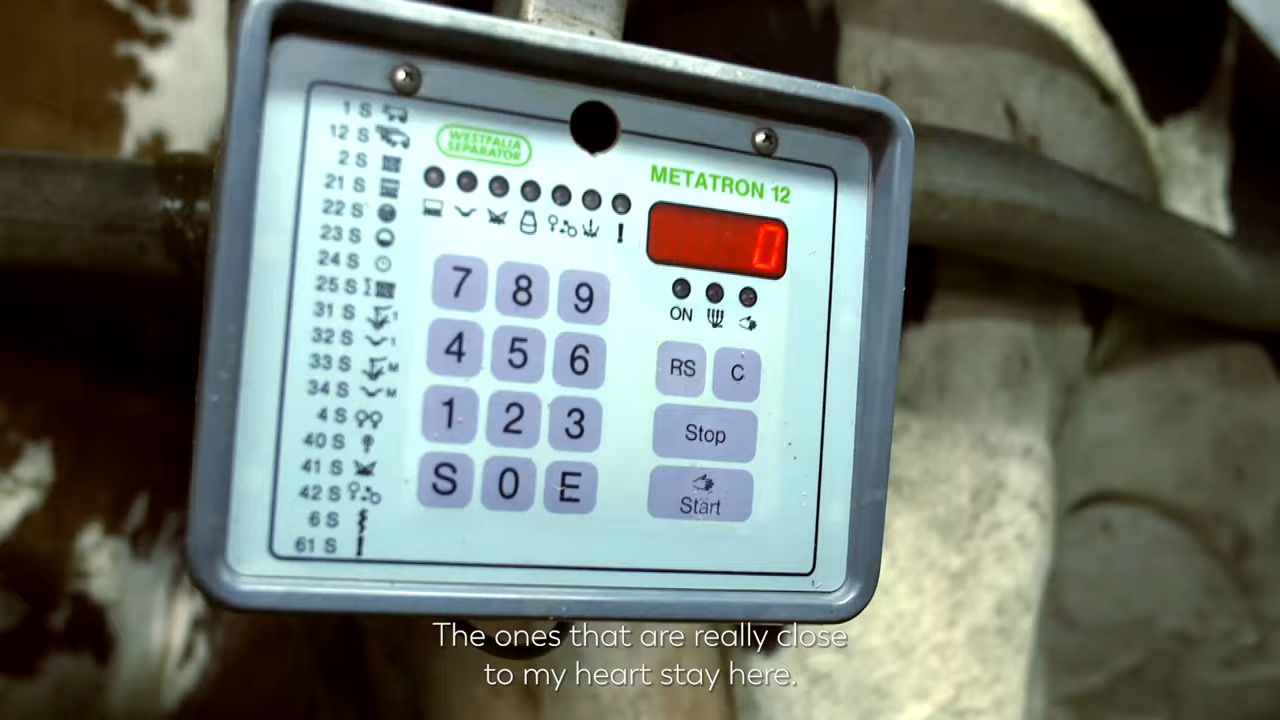 1 S
12 S
2 S
21 S
22 S
23 S
24 S
25 S Σ
31 S I
32 S I
33 S M
34 S M
4 S
40 S
41 S
42 S
6 S
61 S
WESTFALIA
SEPARATOR
METATRON 12
!
0
ON
7 8 9
4 5 6
1 2 3
S 0 E
RS C
Stop
Start
The ones that are really close
to my heart stay here.